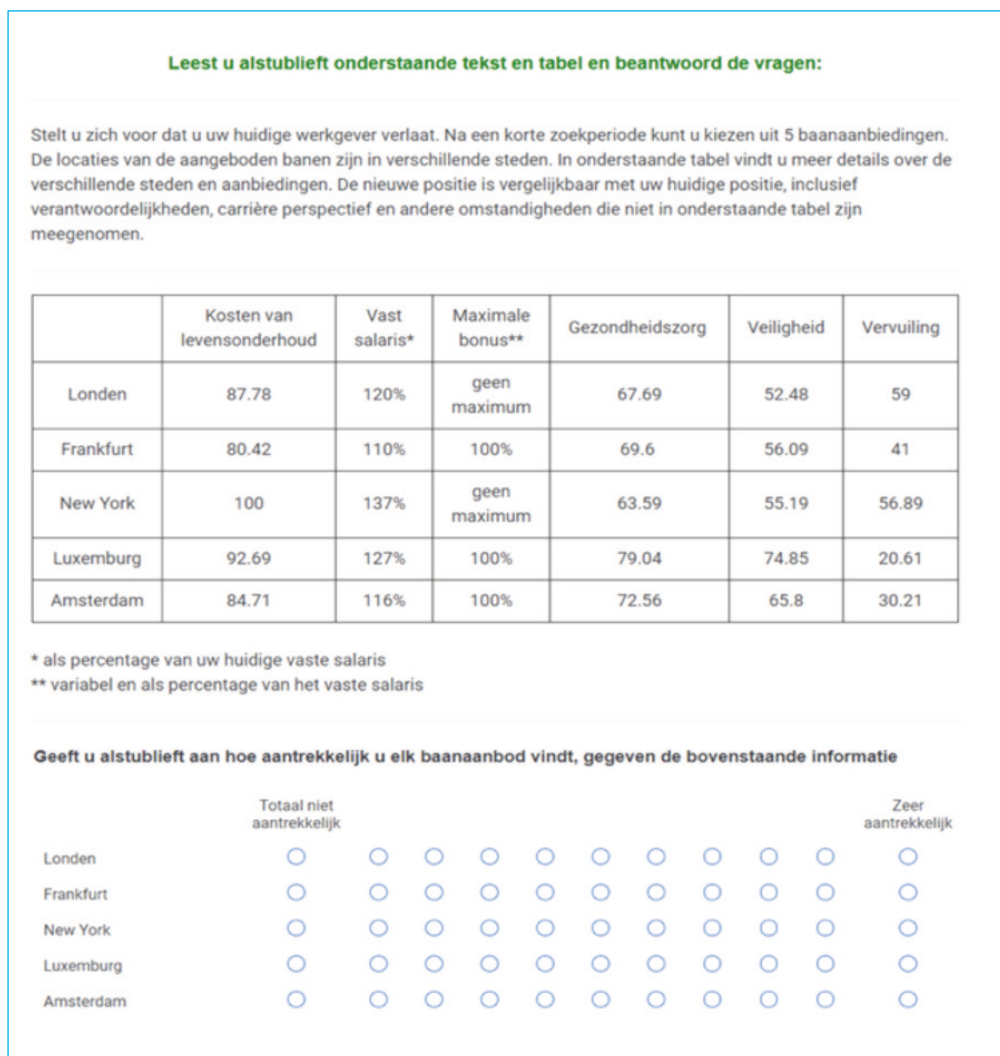 Leest u alstublieft onderstaande tekst en tabel en beantwoord de vragen:
Stelt u zich voor dat u uw huidige werkgever verlaat. Na een korte zoekperiode kunt u kiezen uit 5 baanaanbiedingen.
De locaties van de aangeboden banen zijn in verschillende steden. In onderstaande tabel vindt u meer details over de
verschillende steden en aanbiedingen. De nieuwe positie is vergelijkbaar met uw huidige positie, inclusief
verantwoordelijkheden, carrière perspectief en andere omstandigheden die niet in onderstaande tabel zijn
meegenomen.
Kosten van levensonderhoud Vast salaris* Maximale bonus** Gezondheidszorg Veiligheid Vervuiling
Londen 87.78 120% geen maximum 67.69 52.48 59
Frankfurt 80.42 110% 100% 69.6 56.09 41
New York 100 137% geen maximum 63.59 55.19 56.89
Luxemburg 92.69 127% 100% 79.04 74.85 20.61
Amsterdam 84.71 116% 100% 72.56 65.8 30.21
* als percentage van uw huidige vaste salaris
** variabel en als percentage van het vaste salaris
Geeft u alstublieft aan hoe aantrekkelijk u elk baanaanbod vindt, gegeven de bovenstaande informatie
Totaal niet aantrekkelijk Zeer aantrekkelijk
Londen
Frankfurt
New York
Luxemburg
Amsterdam